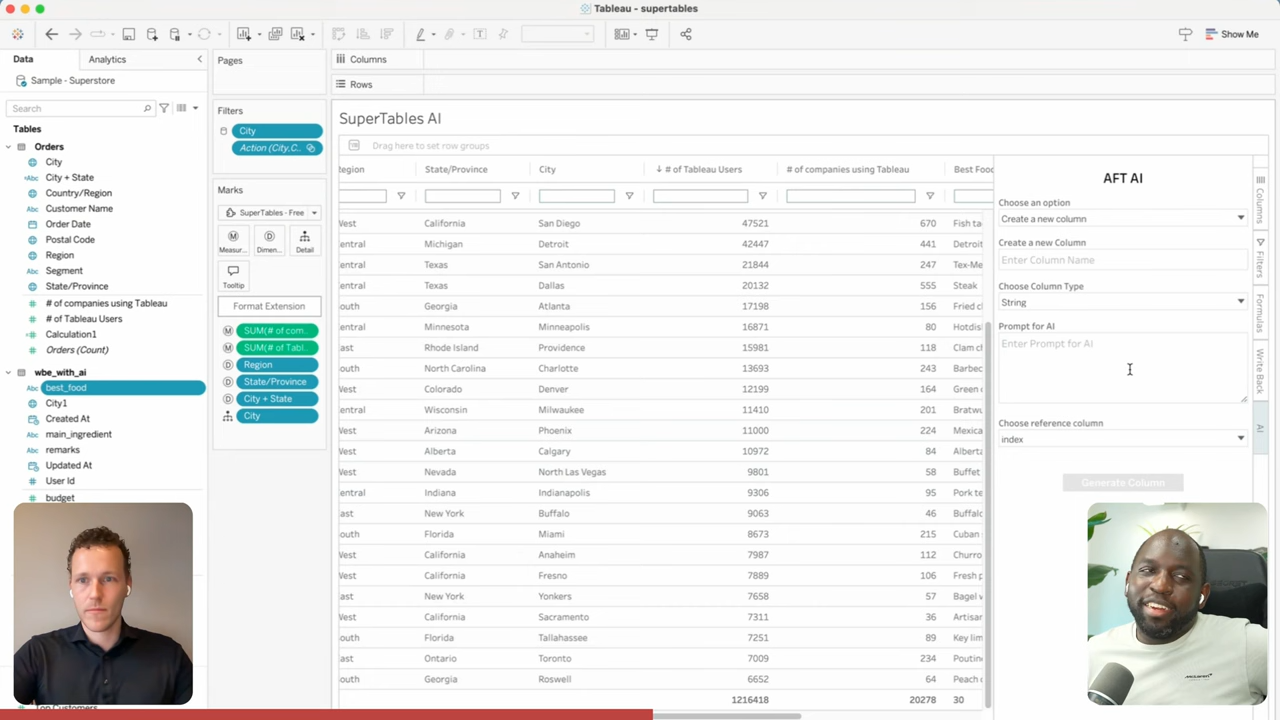 Tableau - supertables
Show Me
Data
Analytics
Pages
Columns
Rows
Sample - Superstore
Search
Tables
Orders
City
City + State
Country/Region
Customer Name
Order Date
Postal Code
Region
Segment
State/Province
# of companies using Tableau
# of Tableau Users
Calculation1
Orders (Count)
wbe_with_ai
best_food
City1
Created At
main_ingredient
remarks
Updated At
User Id
budget
Top Customers
Filters
City
Action (City,C..
Marks
SuperTables - Free
Measur...
Dimen...
Detail
Tooltip
Format Extension
SUM(# of com..
SUM(# of Tabl..
Region
State/Province
City + State
City
SuperTables AI
Drag here to set row groups
Region State/Province City # of Tableau Users # of companies using Tableau Best Food
West California San Diego 47521 670 Fish ta
entral Michigan Detroit 42447 441 Detroit
entral Texas San Antonio 21844 247 Tex-Me
entral Texas Dallas 20132 555 Steak
outh Georgia Atlanta 17198 156 Fried c
entral Minnesota Minneapolis 16871 80 Hotdis
ast Rhode Island Providence 15981 118 Clam c
outh North Carolina Charlotte 13693 243 Barbec
West Colorado Denver 12199 164 Green c
entral Wisconsin Milwaukee 11410 201 Bratwu
West Arizona Phoenix 11000 224 Mexica
West Alberta Calgary 10972 84 Alberta
West Nevada North Las Vegas 9801 58 Buffet
entral Indiana Indianapolis 9306 95 Pork te
ast New York Buffalo 9063 46 Buffalo
outh Florida Miami 8673 215 Cuban
West California Anaheim 7987 112 Churro
West California Fresno 7889 106 Fresh p
ast New York Yonkers 7658 57 Bagel v
West California Sacramento 7311 36 Artisan
outh Florida Tallahassee 7251 89 Key lim
ast Ontario Toronto 7009 234 Poutin
outh Georgia Roswell 6652 64 Peach c
1216418 20278 30
AFT AI
Choose an option
Create a new column
Create a new Column
Enter Column Name
Choose Column Type
String
Prompt for AI
Enter Prompt for AI
Choose reference column
index
Generate Column
Columns
Filters
Formulas
Write Back
AI